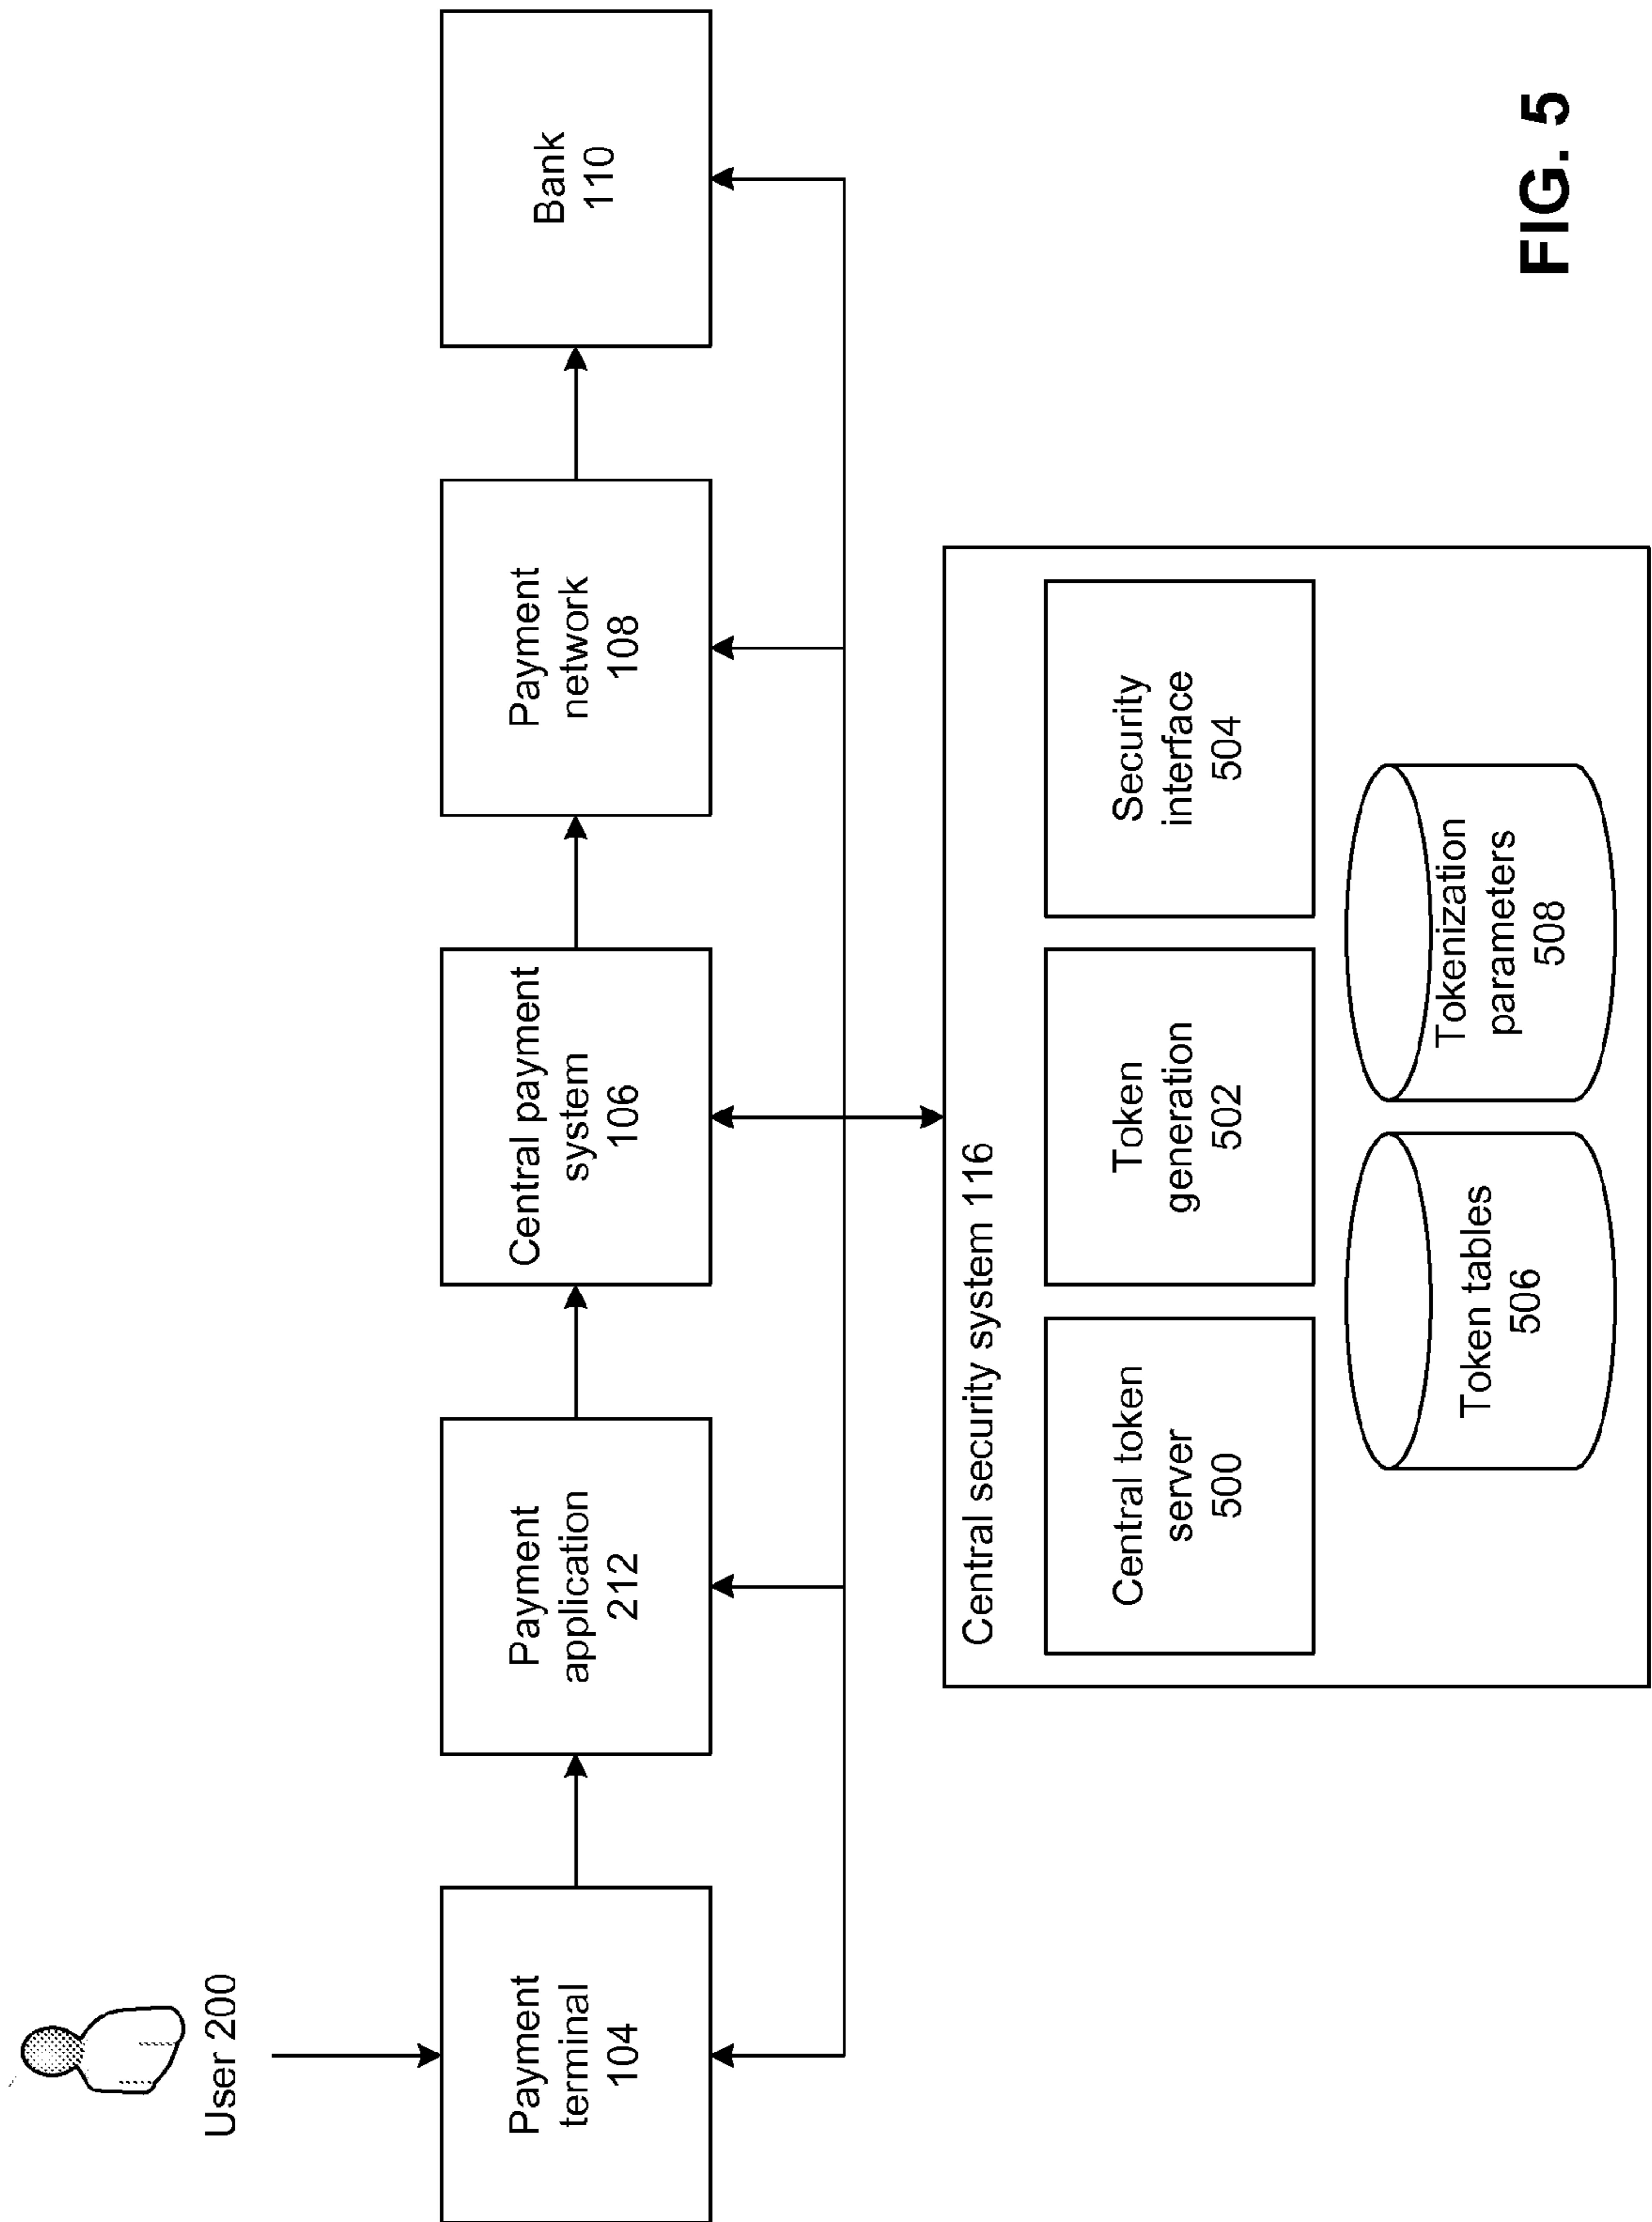 User 200
Payment
terminal
104
Payment
application
212
Central payment
system
106
Payment
network
108
Bank
110
Central security system 116
Central token
server
500
Token
generation
502
Security
interface
504
Token tables
506
Tokenization
parameters
508
FIG. 5